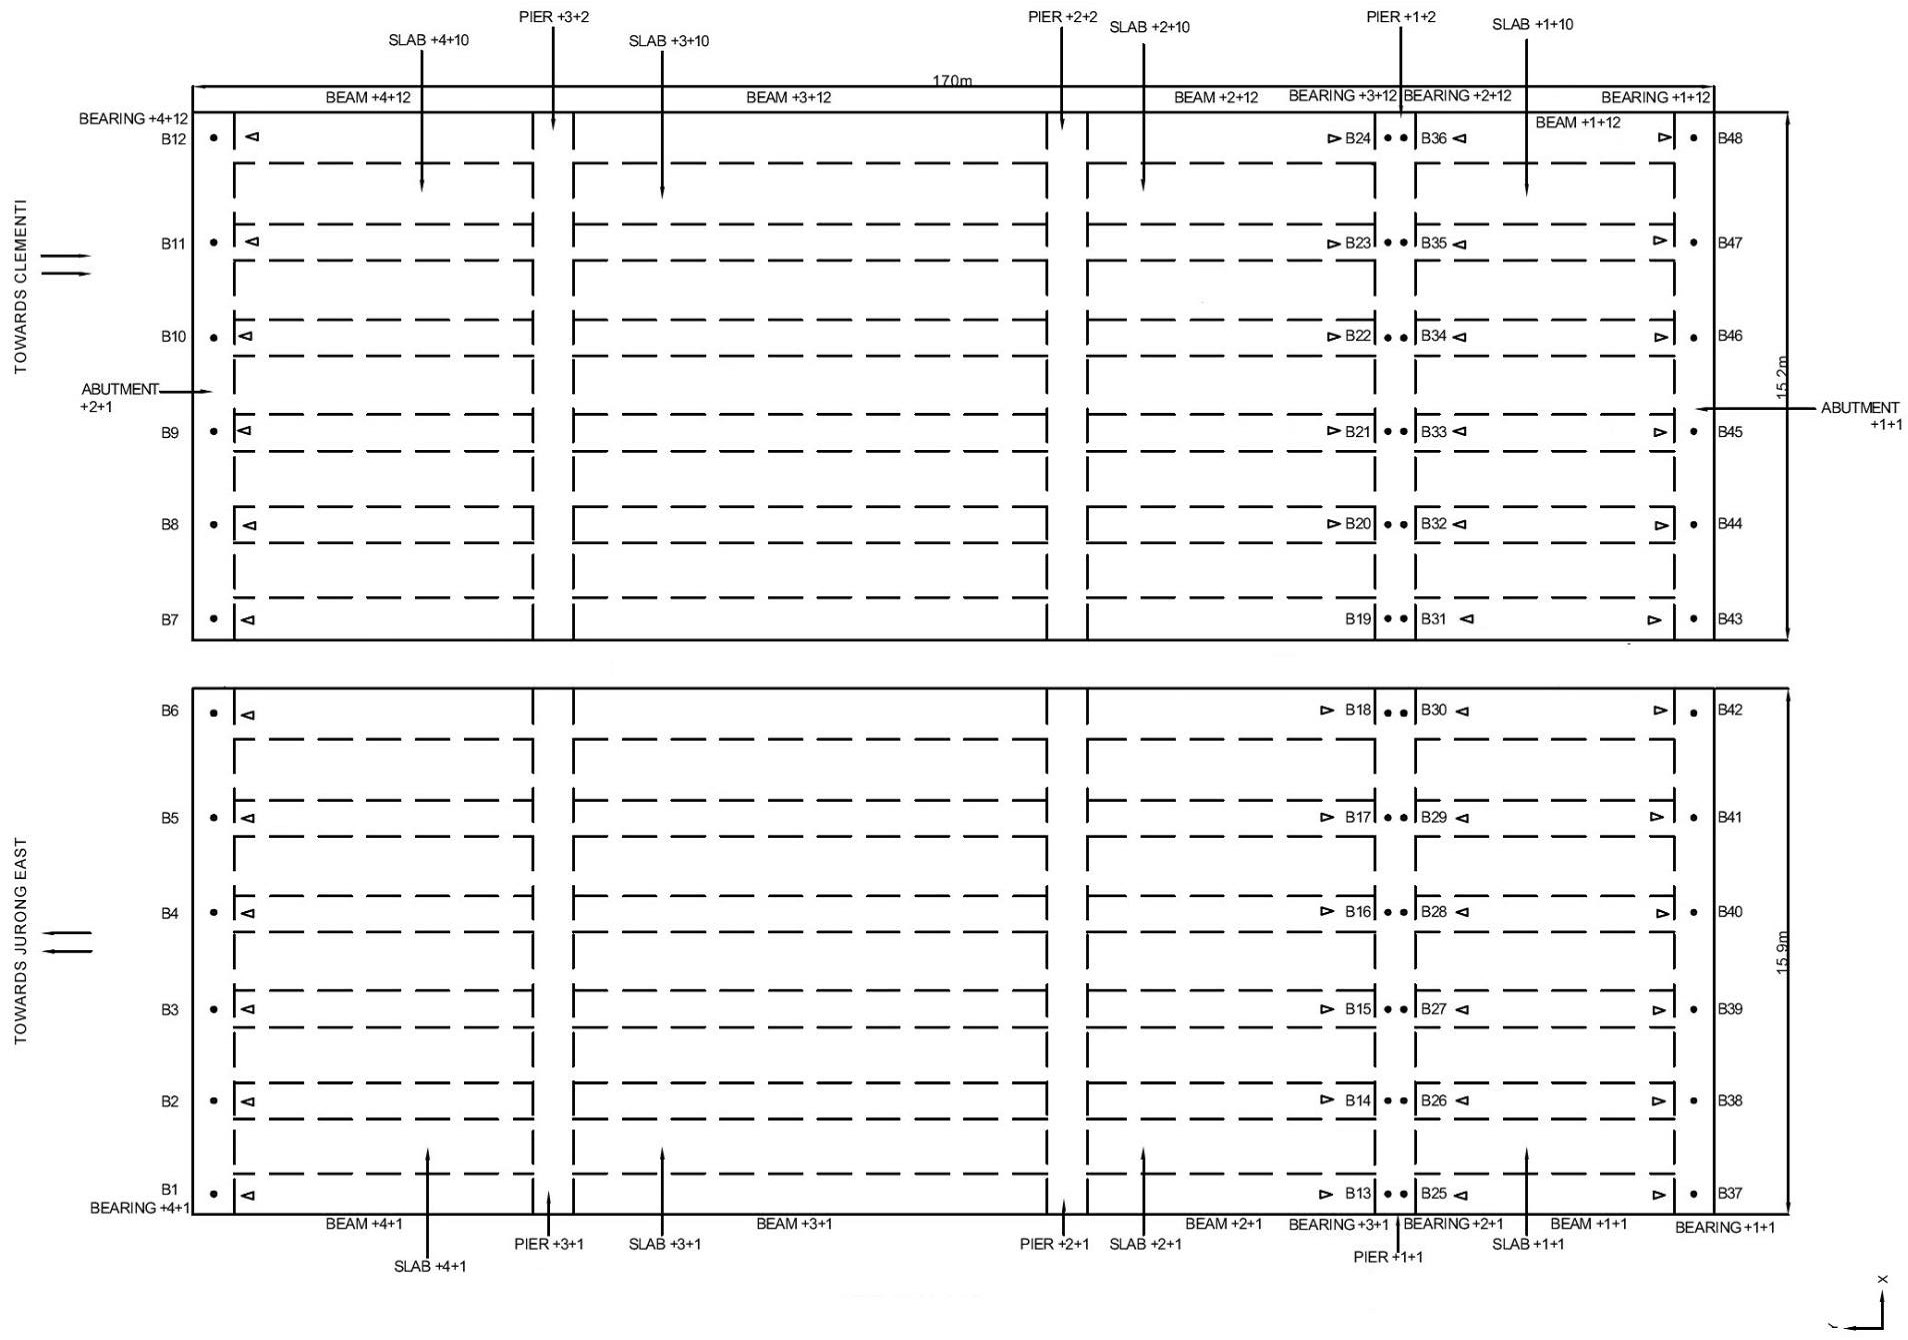 PIER +3+2
PIER +2+2
PIER +1+2
SLAB +4+10
SLAB +3+10
SLAB +2+10
SLAB +1+10
170m
BEAM +4+12
BEAM +3+12
BEAM +2+12
BEARING +3+12
BEARING +2+12
BEARING +1+12
BEARING +4+12
BEAM +1+12
B12
B24
B36
B48
TOWARDS CLEMENTI
B11
B23
B35
B47
B10
B22
B34
B46
15.2m
ABUTMENT
+2+1
ABUTMENT
+1+1
B9
B21
B33
B45
B8
B20
B32
B44
B7
B19
B31
B43
B6
B18
B30
B42
B5
B17
B29
B41
TOWARDS JURONG EAST
B4
B16
B28
B40
15.9m
B3
B15
B27
B39
B2
B14
B26
B38
B1
B13
B25
B37
BEARING +4+1
BEAM +4+1
BEAM +3+1
BEAM +2+1
BEARING +3+1
BEARING +2+1
BEAM +1+1
BEARING +1+1
PIER +3+1
SLAB +3+1
PIER +2+1
SLAB +2+1
PIER +1+1
SLAB +1+1
SLAB +4+1
X
Y